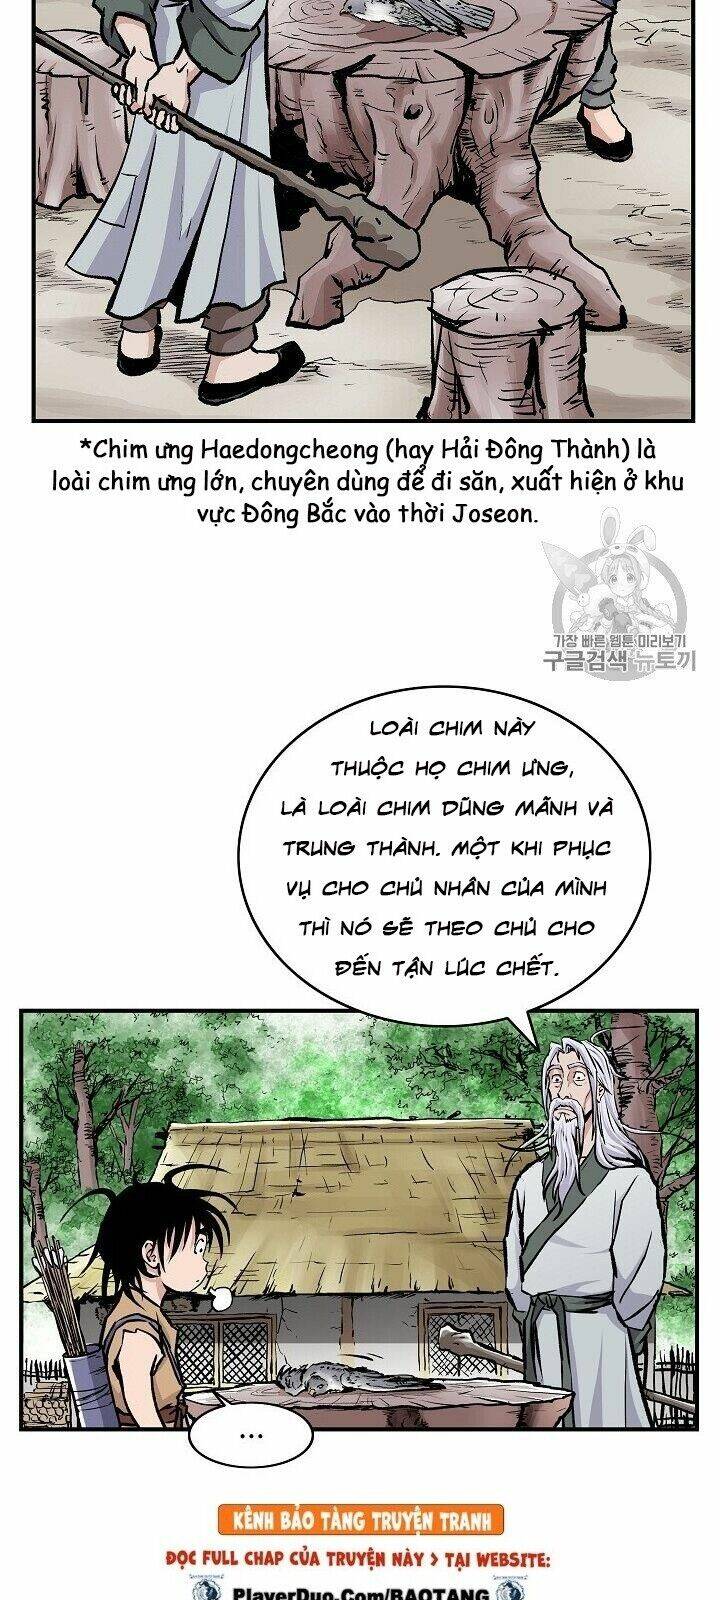 *Chim ưng Haedongcheong (hay Hải Đông Thành) là
loài chim ưng lớn, chuyên dùng để đi săn, xuất hiện ở khu
vực Đông Bắc vào thời Joseon.
가장 빠른 웹툰 미리보기
구글검색 뉴토끼
LOÀI CHIM NÀY
THUỘC HỌ CHIM ƯNG,
LÀ LOÀI CHIM DŨNG MÃNH VÀ
TRUNG THÀNH. MỘT KHI PHỤC
VỤ CHO CHỦ NHÂN CỦA MÌNH
THÌ NÓ SẼ THEO CHỦ CHO
ĐẾN TẬN LÚC CHẾT.
...
KÊNH BẢO TÀNG TRUYỆN TRANH
ĐỌC FULL CHAP CỦA TRUYỆN NÀY > TẠI WEBSITE:
PlayerDuo.Com/BAOTANG